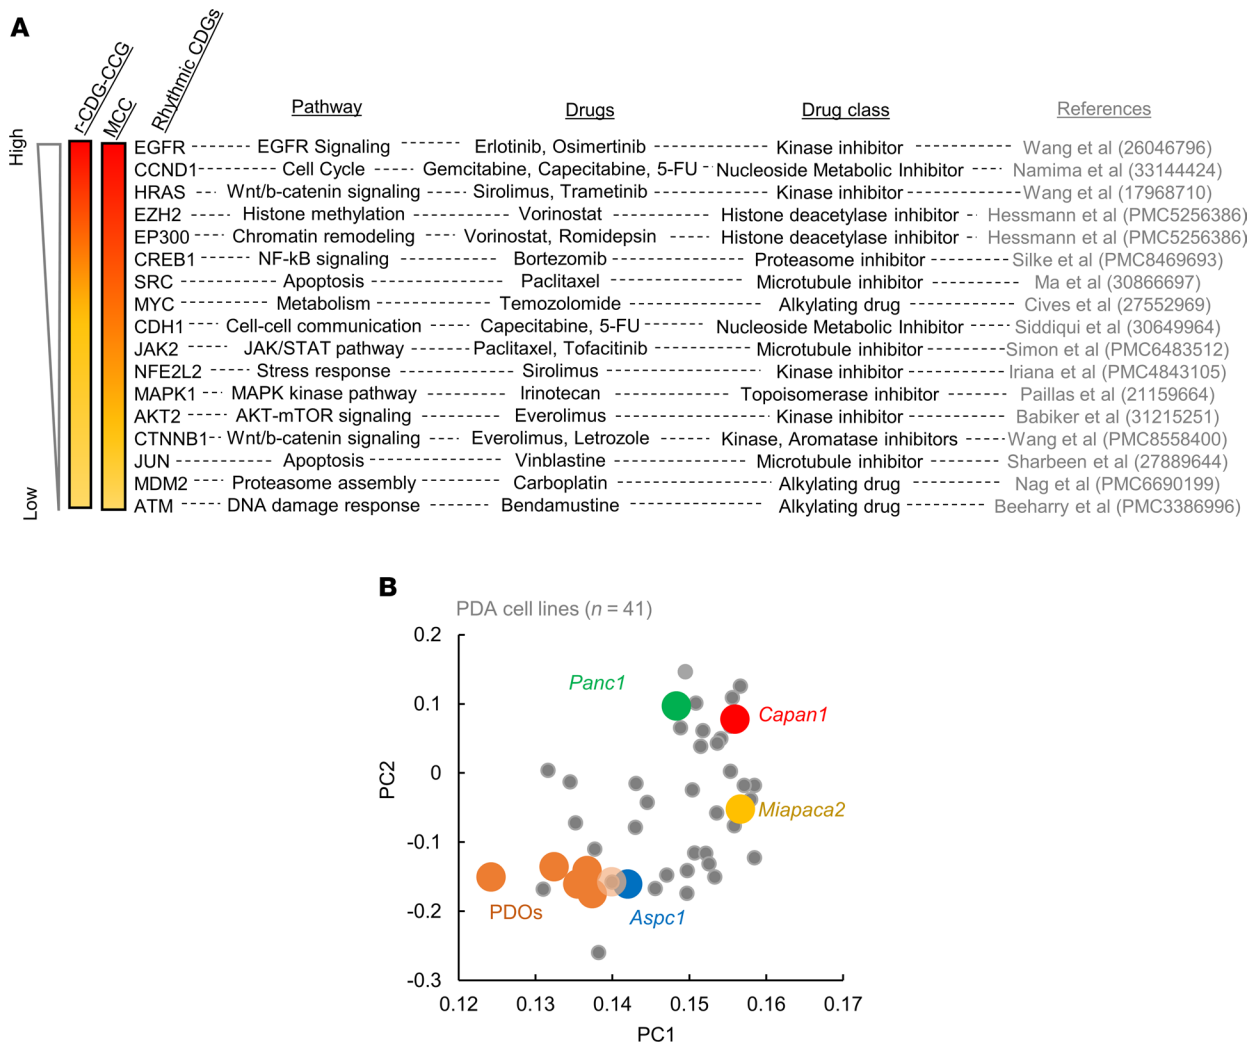 A
r-CDG-CCG
MCC
Rhythmic CDGs
Pathway Drugs Drug class References
High
EGFR EGFR Signaling Erlotinib, Osimertinib Kinase inhibitor Wang et al (26046796)
CCND1 Cell Cycle Gemcitabine, Capecitabine, 5-FU Nucleoside Metabolic Inhibitor Namima et al (33144424)
HRAS Wnt/b-catenin signaling Sirolimus, Trametinib Kinase inhibitor Wang et al (17968710)
EZH2 Histone methylation Vorinostat Histone deacetylase inhibitor Hessmann et al (PMC5256386)
EP300 Chromatin remodeling Vorinostat, Romidepsin Histone deacetylase inhibitor Hessmann et al (PMC5256386)
CREB1 NF-kB signaling Bortezomib Proteasome inhibitor Silke et al (PMC8469693)
SRC Apoptosis Paclitaxel Microtubule inhibitor Ma et al (30866697)
MYC Metabolism Temozolomide Alkylating drug Cives et al (27552969)
CDH1 Cell-cell communication Capecitabine, 5-FU Nucleoside Metabolic Inhibitor Siddiqui et al (30649964)
JAK2 JAK/STAT pathway Paclitaxel, Tofacitinib Microtubule inhibitor Simon et al (PMC6483512)
NFE2L2 Stress response Sirolimus Kinase inhibitor Iriana et al (PMC4843105)
MAPK1 MAPK kinase pathway Irinotecan Topoisomerase inhibitor Paillas et al (21159664)
AKT2 AKT-mTOR signaling Everolimus Kinase inhibitor Babiker et al (31215251)
CTNNB1 Wnt/b-catenin signaling Everolimus, Letrozole Kinase, Aromatase inhibitors Wang et al (PMC8558400)
JUN Apoptosis Vinblastine Microtubule inhibitor Sharbeen et al (27889644)
MDM2 Proteasome assembly Carboplatin Alkylating drug Nag et al (PMC6690199)
ATM DNA damage response Bendamustine Alkylating drug Beeharry et al (PMC3386996)
Low
B
PDA cell lines (n = 41)
0.2
0.1
0
-0.1
-0.2
-0.3
PC2
Panc1
Capan1
Miapaca2
PDOs
Aspc1
0.12 0.13 0.14 0.15 0.16 0.17
PC1